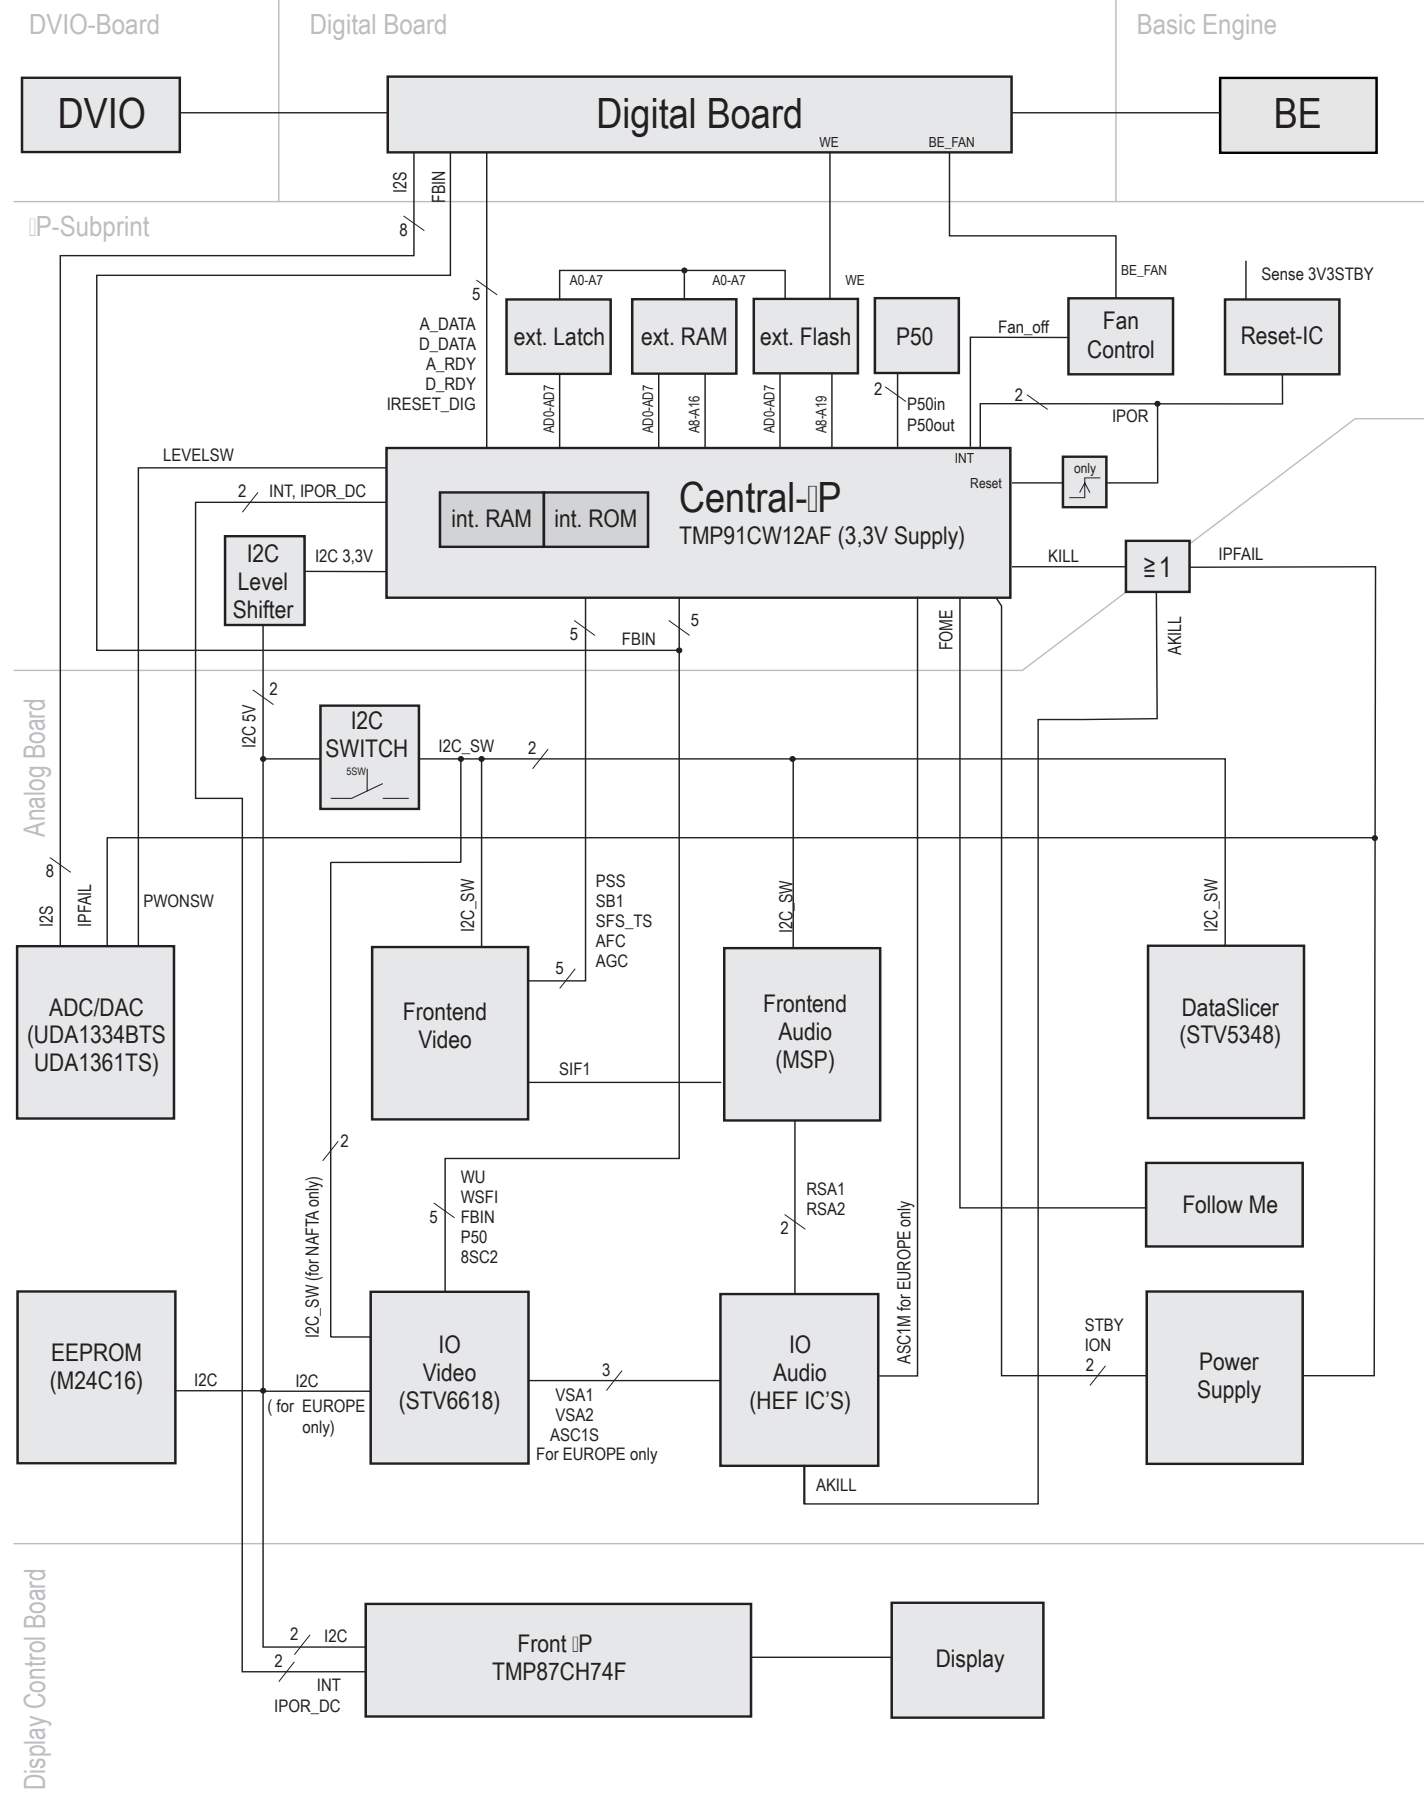 DVIO-Board
Digital Board
Basic Engine
DVIO
Digital Board
BE
WE
BE_FAN
I2S
FBIN
▯P-Subprint
8
5
A_DATA
D_DATA
A_RDY
D_RDY
IRESET_DIG
A0-A7
A0-A7
WE
BE_FAN
Sense 3V3STBY
ext. Latch
ext. RAM
ext. Flash
P50
Fan_off
Fan
Control
Reset-IC
AD0-AD7
AD0-AD7
A8-A16
AD0-AD7
A8-A19
2
P50in
P50out
2
IPOR
LEVELSW
2
INT, IPOR_DC
INT
Reset
only
int. RAM
int. ROM
Central-▯P
TMP91CW12AF (3,3V Supply)
I2C
Level
Shifter
I2C 3,3V
KILL
≧1
IPFAIL
5
FBIN
5
FOME
AKILL
Analog Board
I2C 5V
2
I2C
SWITCH
5SW
I2C_SW
2
8
I2S
IPFAIL
PWONSW
I2C_SW
PSS
SB1
SFS_TS
AFC
AGC
5
I2C_SW
I2C_SW
ADC/DAC
(UDA1334BTS
UDA1361TS)
Frontend
Video
SIF1
Frontend
Audio
(MSP)
DataSlicer
(STV5348)
2
I2C_SW (for NAFTA only)
5
WU
WSFI
FBIN
P50
8SC2
RSA1
RSA2
2
ASC1M for EUROPE only
Follow Me
EEPROM
(M24C16)
I2C
I2C
( for EUROPE
only)
IO
Video
(STV6618)
3
VSA1
VSA2
ASC1S
For EUROPE only
IO
Audio
(HEF IC'S)
STBY
ION
2
Power
Supply
AKILL
Display Control Board
2
I2C
2
INT
IPOR_DC
Front ▯P
TMP87CH74F
Display